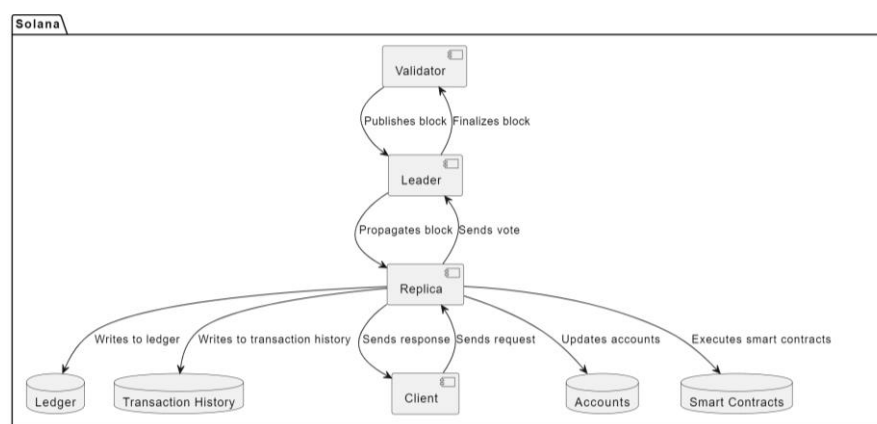 Solana
Validator
Publishes block
Finalizes block
Leader
Propagates block
Sends vote
Replica
Writes to ledger
Writes to transaction history
Sends response
Sends request
Updates accounts
Executes smart contracts
Ledger
Transaction History
Client
Accounts
Smart Contracts